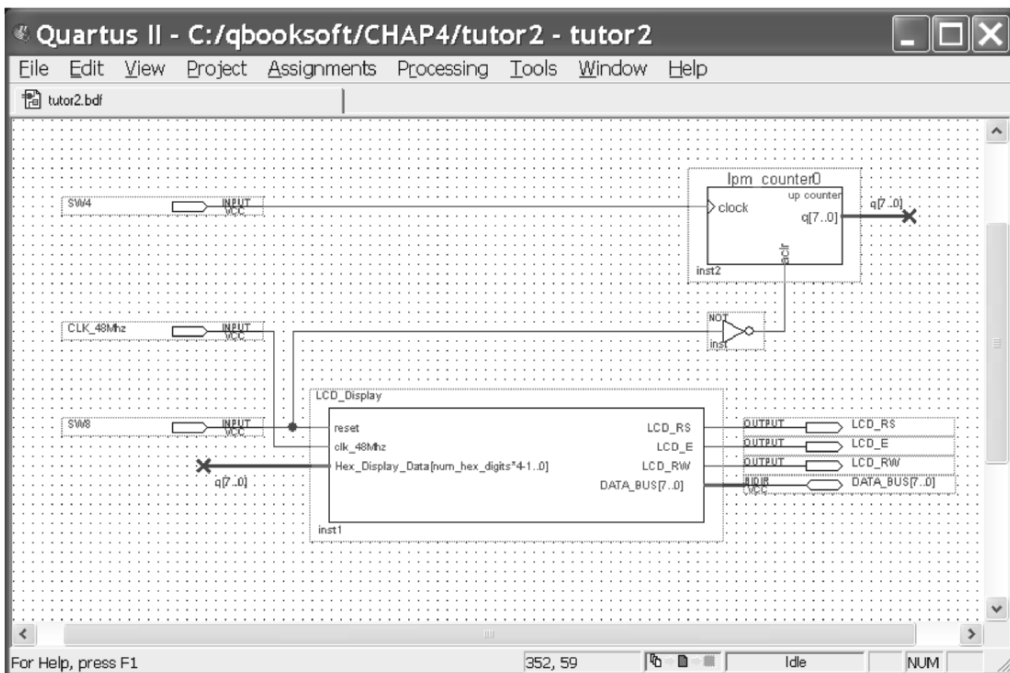 Quartus II - C:/qbooksoft/CHAP4/tutor2 - tutor2
File Edit View Project Assignments Processing Tools Window Help
tutor2.bdf
lpm_counter0
SW4 INPUT VCC
up counter
clock
q[7..0]
q[7..0]
aclr
inst2
CLK_48Mhz INPUT VCC
NOT
inst
LCD_Display
SW8 INPUT VCC
reset LCD_RS OUTPUT LCD_RS
clk_48Mhz LCD_E OUTPUT LCD_E
Hex_Display_Data[num_hex_digits*4-1..0] LCD_RW OUTPUT LCD_RW
q[7..0]
DATA_BUS[7..0] BIDIR VCC DATA_BUS[7..0]
inst1
For Help, press F1 352, 59 Idle NUM